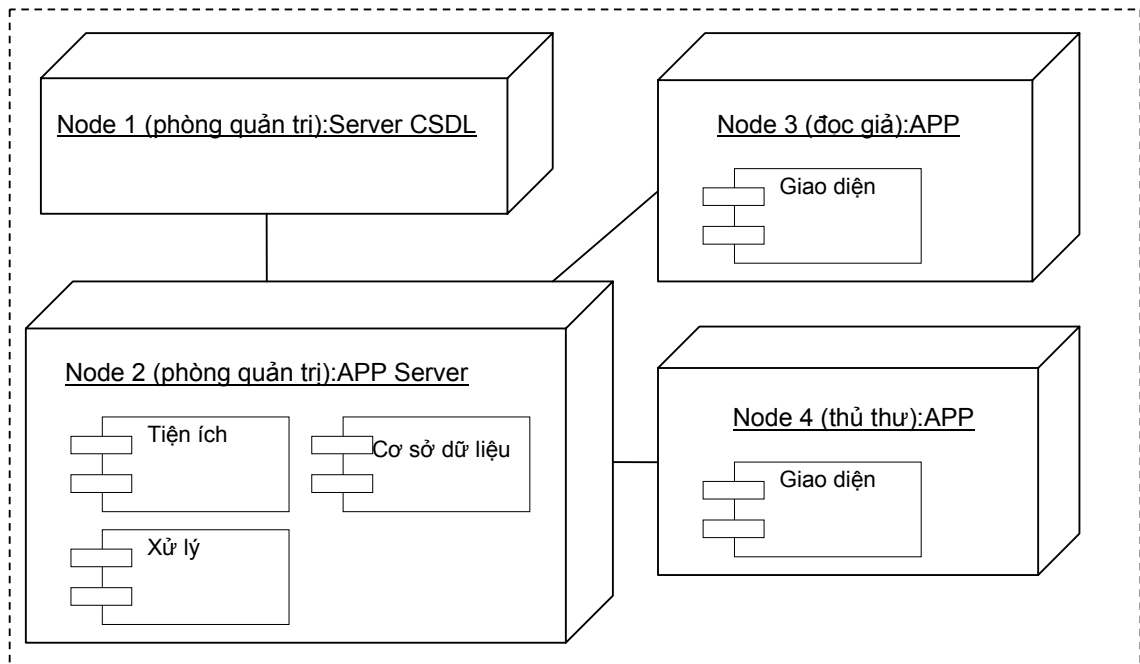 Node 1 (phòng quản trị):Server CSDL
Node 3 (đọc giả):APP
Giao diện
Node 2 (phòng quản trị):APP Server
Tiện ích
Cơ sở dữ liệu
Xử lý
Node 4 (thủ thư):APP
Giao diện